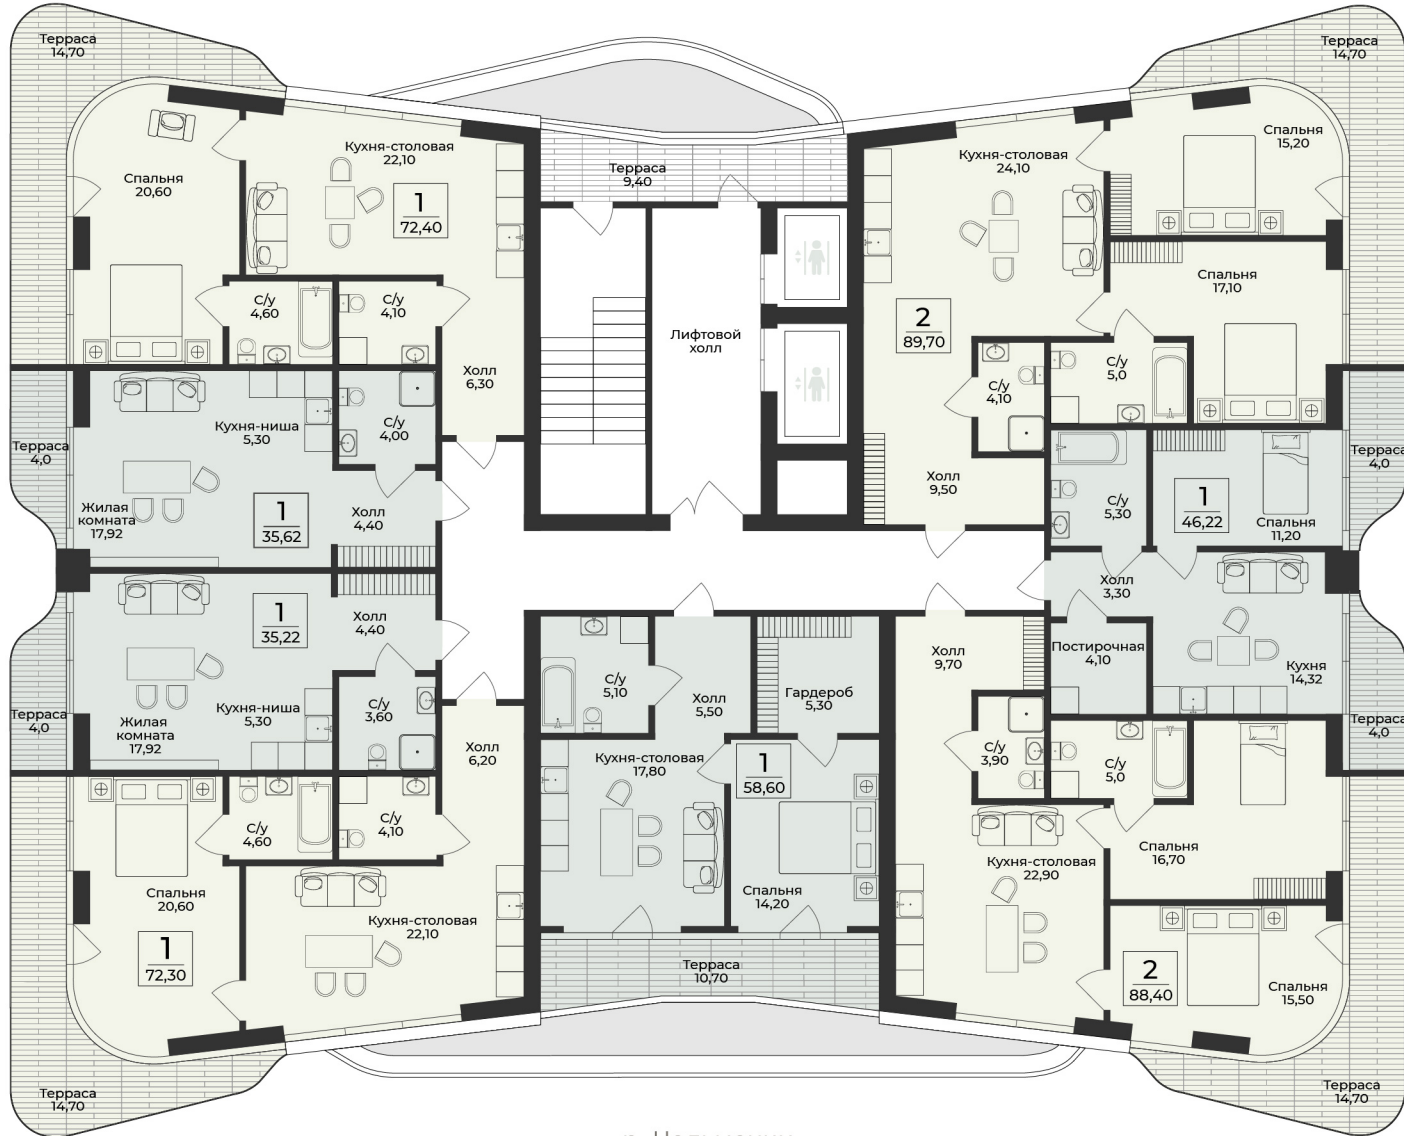 Терраса
14,70
Терраса
14,70
Кухня-столовая
22,10
Спальня
20,60
1
72,40
С/у
4,60
С/у
4,10
Холл
6,30
Терраса
9,40
Лифтовой
холл
Кухня-столовая
24,10
Спальня
15,20
Спальня
17,10
2
89,70
С/у
4,10
С/у
5,0
Холл
9,50
Терраса
4,0
Кухня-ниша
5,30
С/у
4,00
Жилая
комната
17,92
1
35,62
Холл
4,40
С/у
5,30
1
46,22
Спальня
11,20
Терраса
4,0
Холл
3,30
Постирочная
4,10
Кухня
14,32
Терраса
4,0
1
35,22
Холл
4,40
Терраса
4,0
Жилая
комната
17,92
Кухня-ниша
5,30
С/у
3,60
Холл
6,20
С/у
4,60
С/у
4,10
Спальня
20,60
Кухня-столовая
22,10
1
72,30
Терраса
14,70
С/у
5,10
Холл
5,50
Гардероб
5,30
Кухня-столовая
17,80
1
58,60
Спальня
14,20
Терраса
10,70
Холл
9,70
С/у
3,90
С/у
5,0
Кухня-столовая
22,90
Спальня
16,70
2
88,40
Спальня
15,50
Терраса
14,70